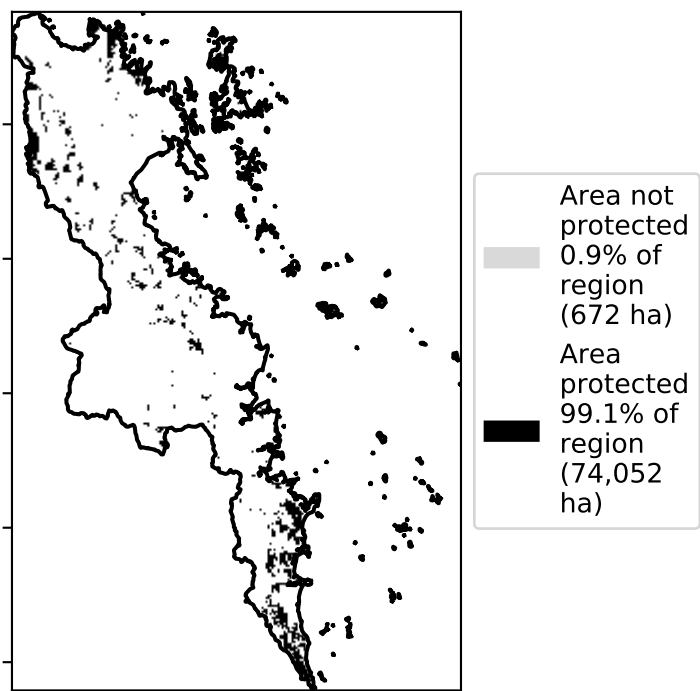 Area not
protected
0.9% of
region
(672 ha)
Area
protected
99.1% of
region
(74,052
ha)